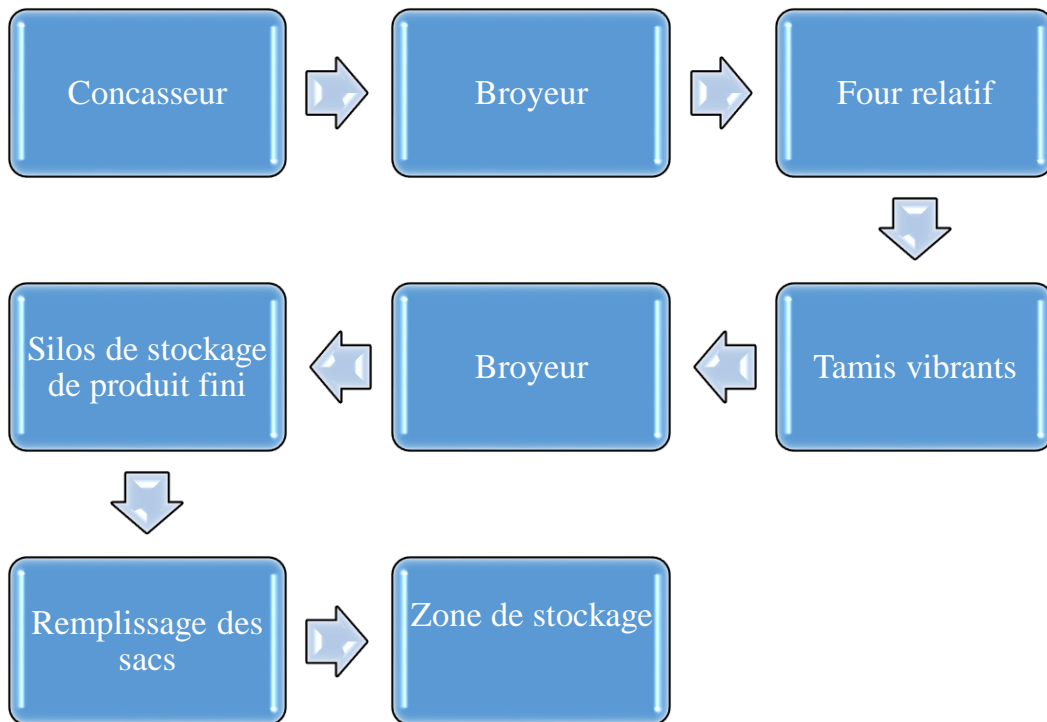 Concasseur
Broyeur
Four relatif
Tamis vibrants
Broyeur
Silos de stockage
de produit fini
Remplissage des
sacs
Zone de stockage